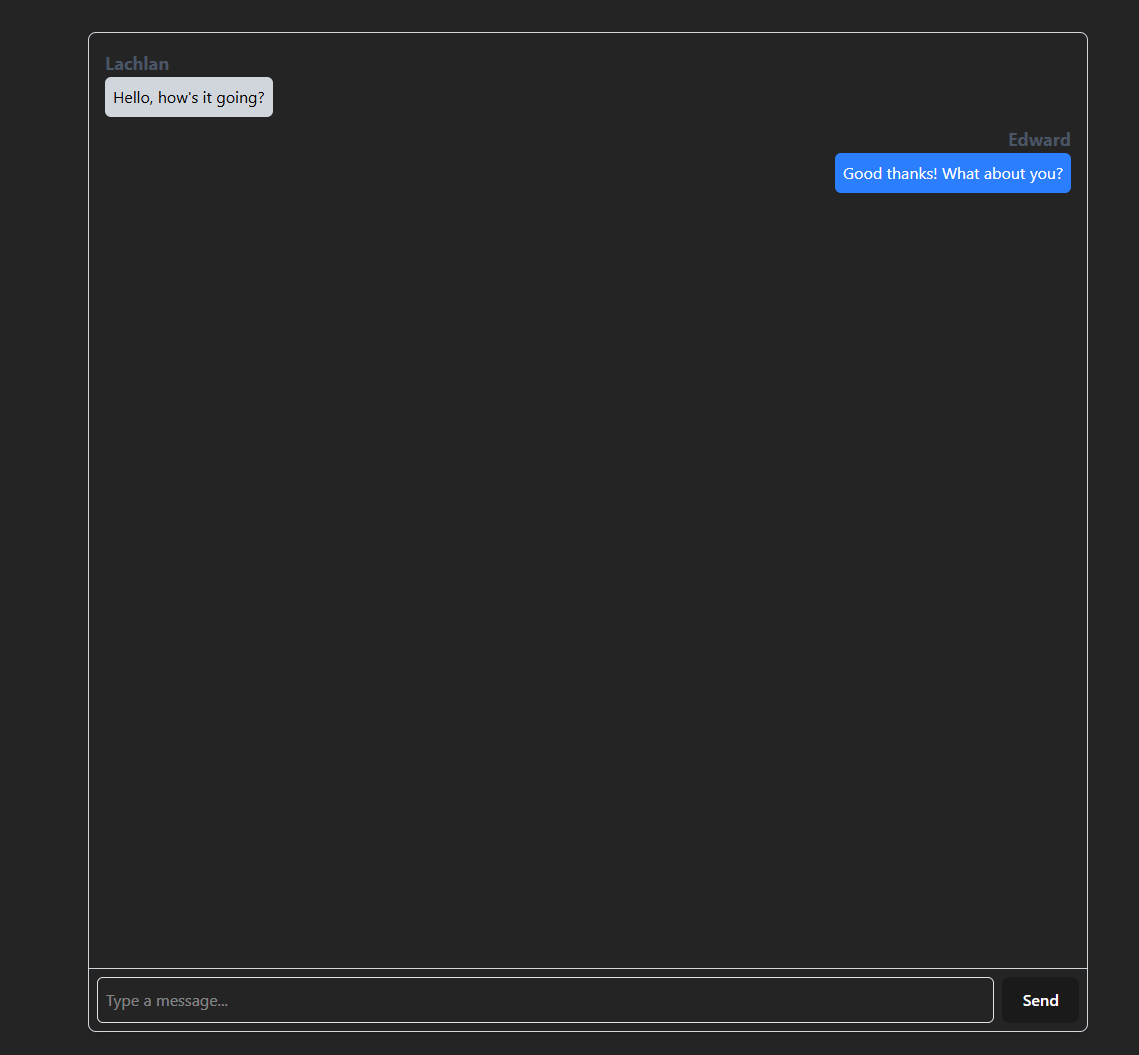 Lachlan
Hello, how's it going?
Edward
Good thanks! What about you?
Type a message...
Send